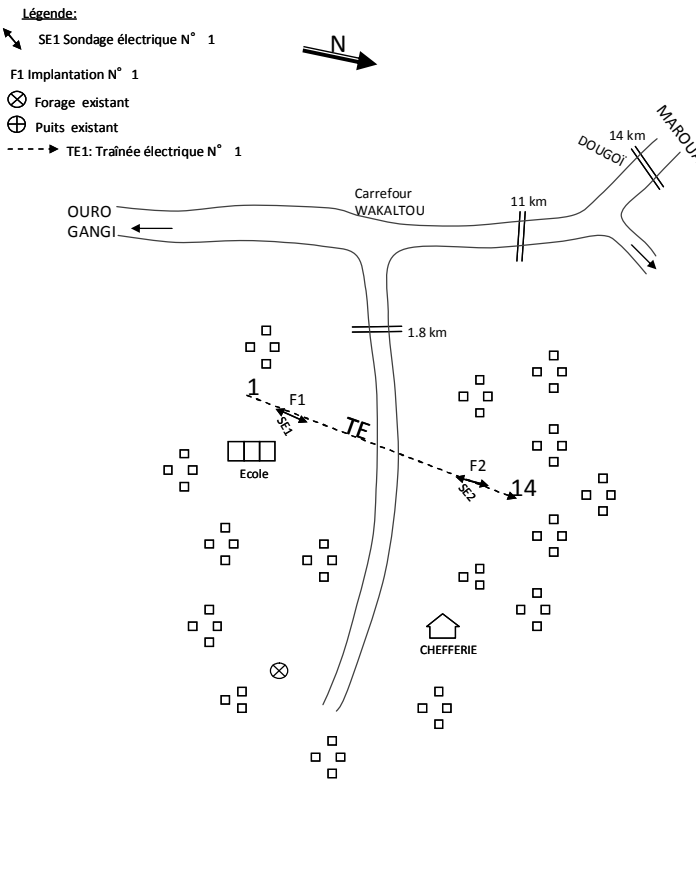 Légende:
SE1 Sondage électrique N° 1
F1 Implantation N° 1
Forage existant
Puits existant
TE1: Traînée électrique N° 1
N
14 km
MAROUA
DOUGOÏ
Carrefour
WAKALTOU
11 km
OURO
GANGI
1.8 km
1
F1
SE1
TE
Ecole
F2
SE2
14
CHEFFERIE